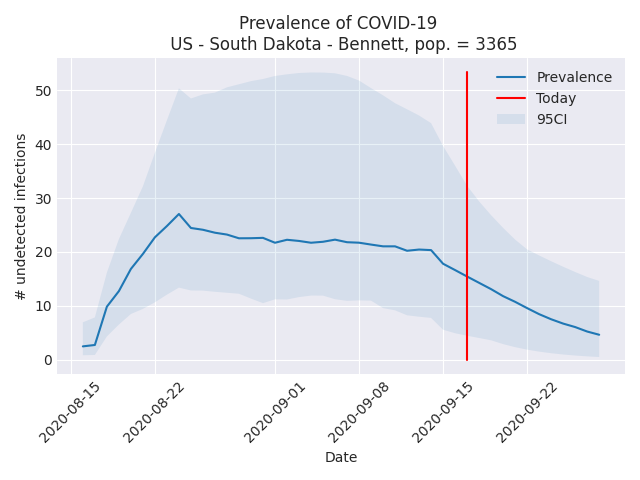 Prevalence of COVID-19
US - South Dakota - Bennett, pop. = 3365
Prevalence
Today
95CI
# undetected infections
50
40
30
20
10
0
2020-08-15
2020-08-22
2020-09-01
2020-09-08
2020-09-15
2020-09-22
Date